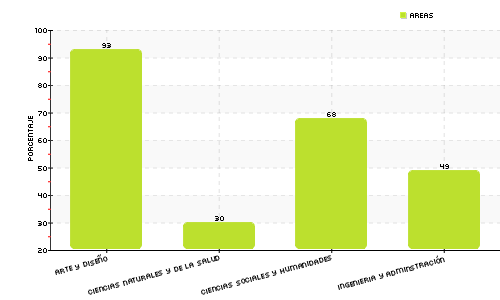 AREAS
PORCENTAJE
100
90
80
70
60
50
40
30
20
93
30
68
49
ARTE Y DISEÑO
CIENCIAS NATURALES Y DE LA SALUD
CIENCIAS SOCIALES Y HUMANIDADES
INGENIERIA Y ADMINSTRACIÓN